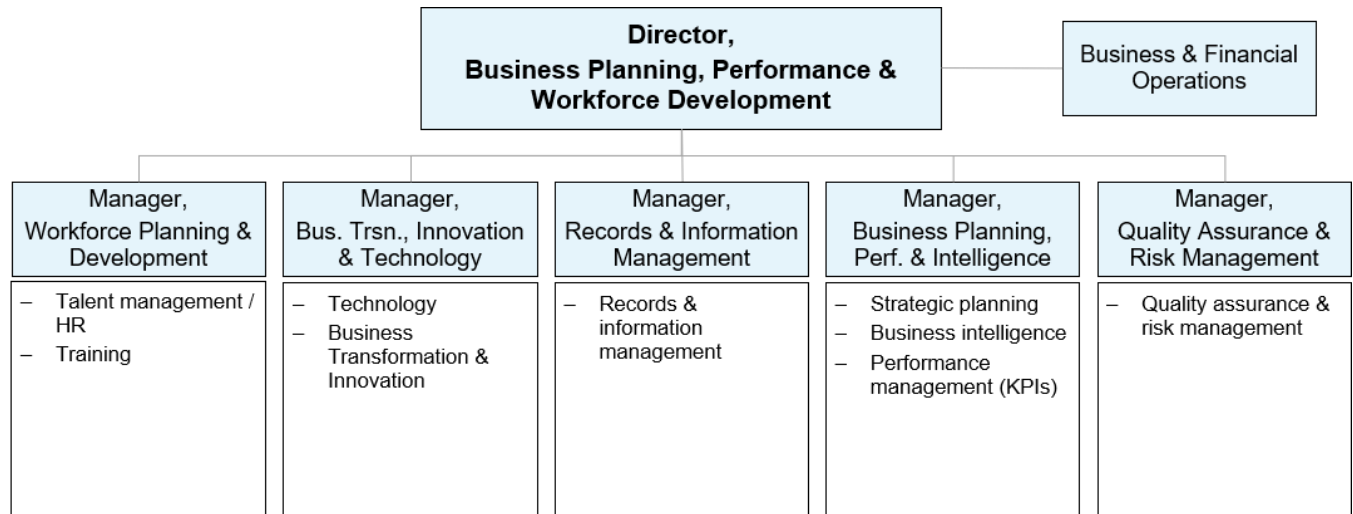 Director,
Business Planning, Performance &
Workforce Development
Business & Financial
Operations
Manager,
Workforce Planning &
Development
– Talent management /
HR
– Training
Manager,
Bus. Trsn., Innovation
& Technology
– Technology
– Business
Transformation &
Innovation
Manager,
Records & Information
Management
– Records &
information
management
Manager,
Business Planning,
Perf. & Intelligence
– Strategic planning
– Business intelligence
– Performance
management (KPIs)
Manager,
Quality Assurance &
Risk Management
– Quality assurance &
risk management